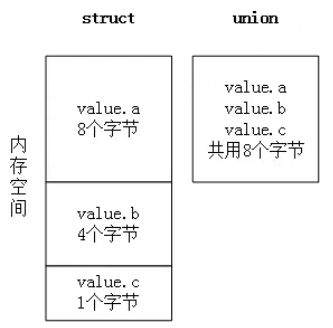 struct
union
内存空间
value.a
8个字节
value.b
4个字节
value.c
1个字节
value.a
value.b
value.c
共用8个字节